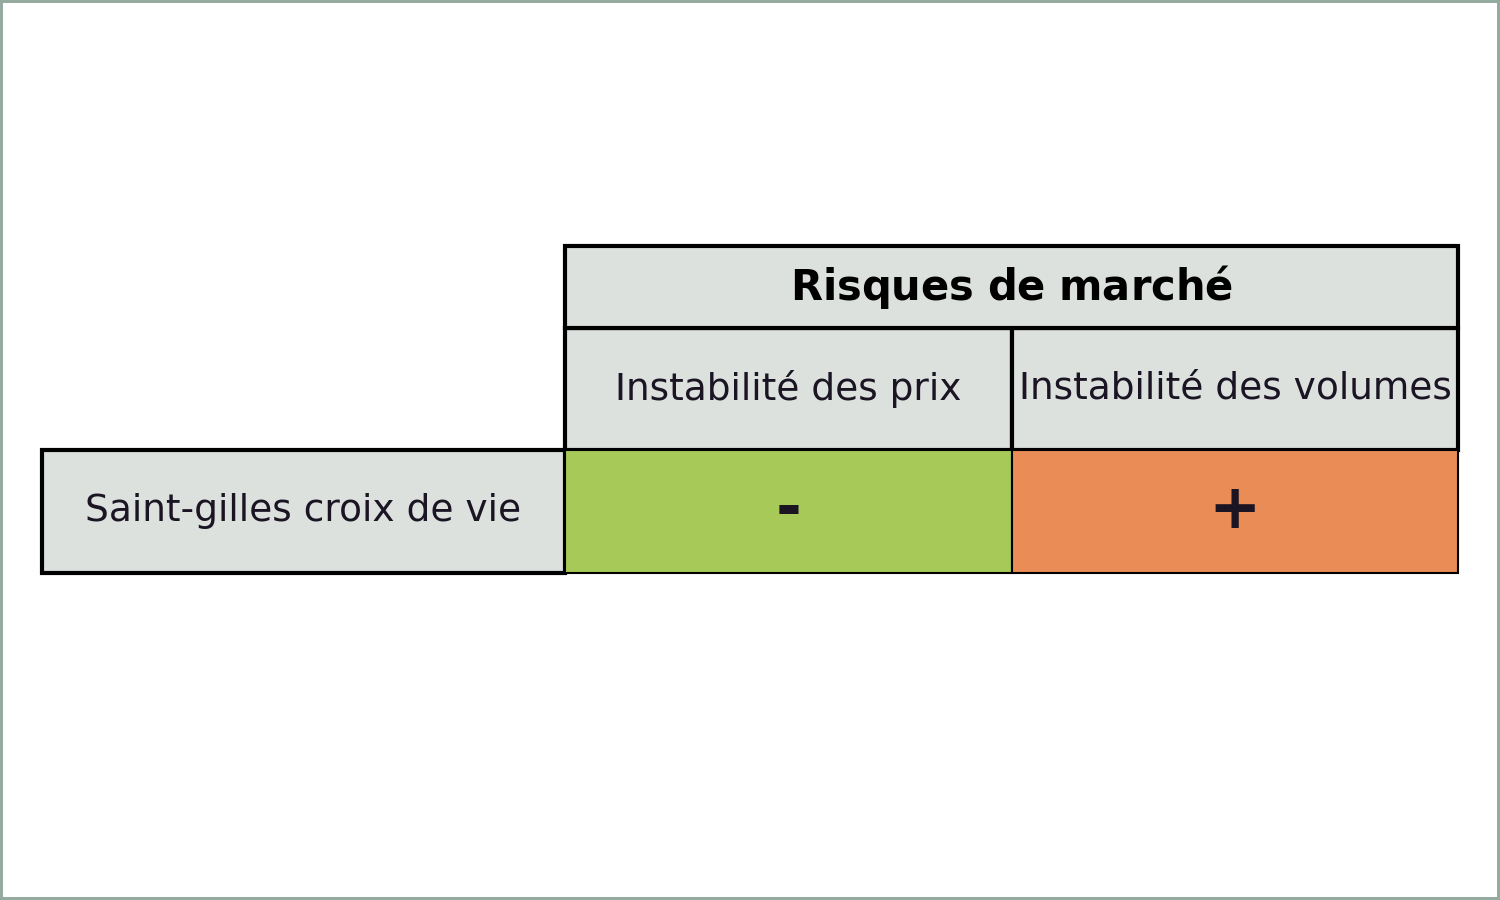 Risques de marché
Instabilité des prix
Instabilité des volumes
Saint-gilles croix de vie
-
+